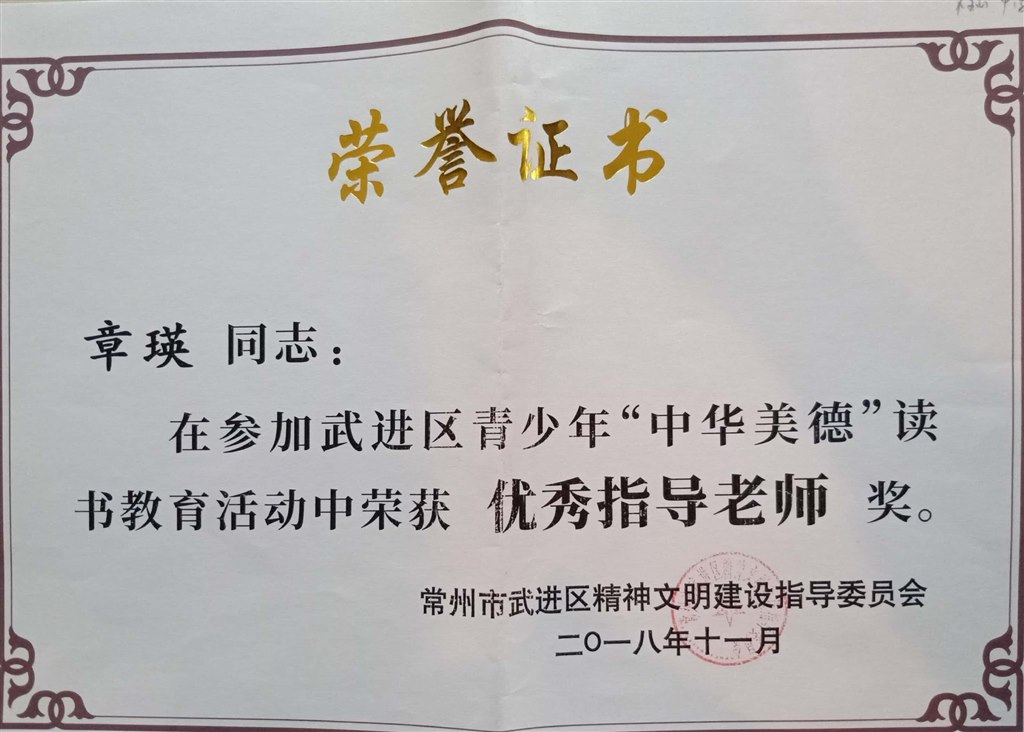 荣誉证书
章瑛 同志：
在参加武进区青少年“中华美德”读
书教育活动中荣获 优秀指导老师 奖。
常州市武进区精神文明建设指导委员会
二〇一八年十一月